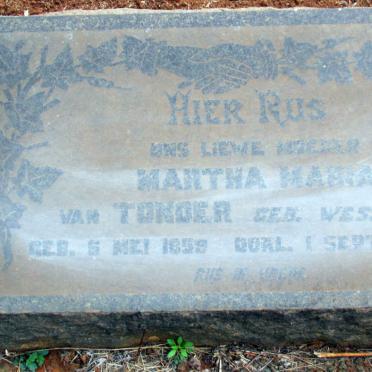 HIER RUS
ONS LIEWE MOEDER
MARTHA MARIA
VAN TONDER GEB. WES
GEB. 5 MEI 1859 OORL. 1 SEPT
RUS IN VREDE